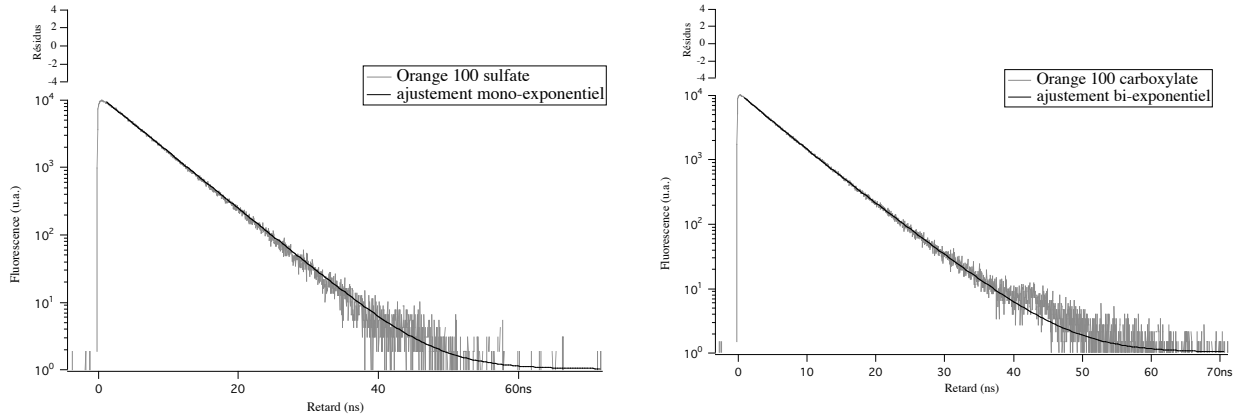 4
2
0
-2
-4
Résidus
Orange 100 sulfate
ajustement mono-exponentiel
10^4
10^3
10^2
10^1
10^0
Fluorescence (u.a.)
0
20
40
60ns
Retard (ns)
4
2
0
-2
-4
Résidus
Orange 100 carboxylate
ajustement bi-exponentiel
10^4
10^3
10^2
10^1
10^0
Fluorescence (u.a.)
0
10
20
30
40
50
60
70ns
Retard (ns)